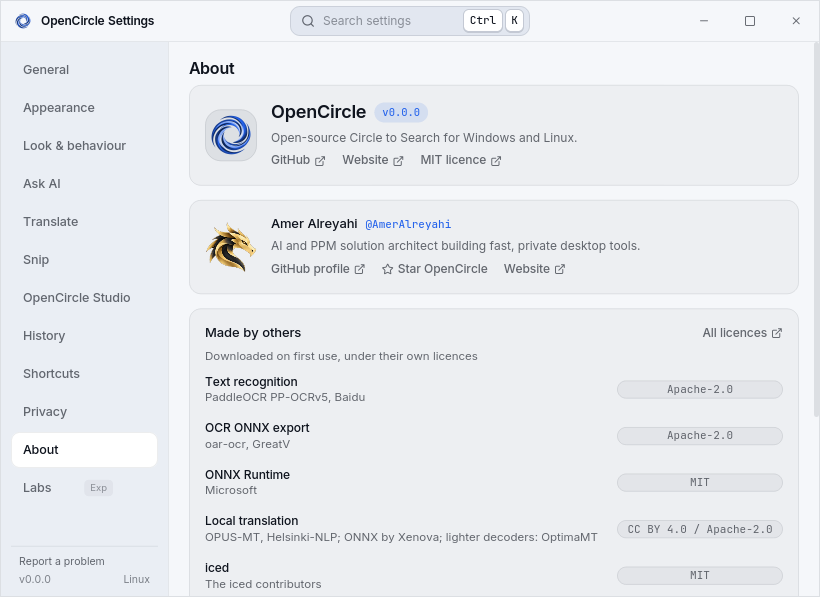 OpenCircle Settings
Search settings
Ctrl K
General
Appearance
Look & behaviour
Ask AI
Translate
Snip
OpenCircle Studio
History
Shortcuts
Privacy
About
Labs Exp
Report a problem
v0.0.0 Linux
About
OpenCircle v0.0.0
Open-source Circle to Search for Windows and Linux.
GitHub Website MIT licence
Amer Alreyahi @AmerAlreyahi
AI and PPM solution architect building fast, private desktop tools.
GitHub profile Star OpenCircle Website
Made by others All licences
Downloaded on first use, under their own licences
Text recognition
PaddleOCR PP-OCRv5, Baidu
Apache-2.0
OCR ONNX export
oar-ocr, GreatV
Apache-2.0
ONNX Runtime
Microsoft
MIT
Local translation
OPUS-MT, Helsinki-NLP; ONNX by Xenova; lighter decoders: OptimaMT
CC BY 4.0 / Apache-2.0
iced
The iced contributors
MIT